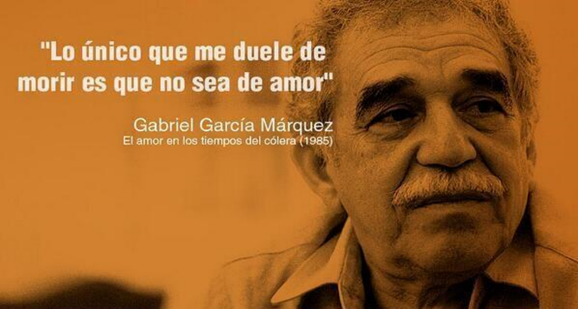 "Lo único que me duele de
morir es que no sea de amor"
Gabriel García Márquez
El amor en los tiempos del cólera (1985)